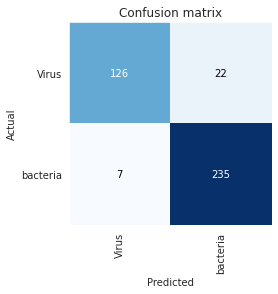 Confusion matrix
Actual
Virus
126
22
bacteria
7
235
Virus
bacteria
Predicted